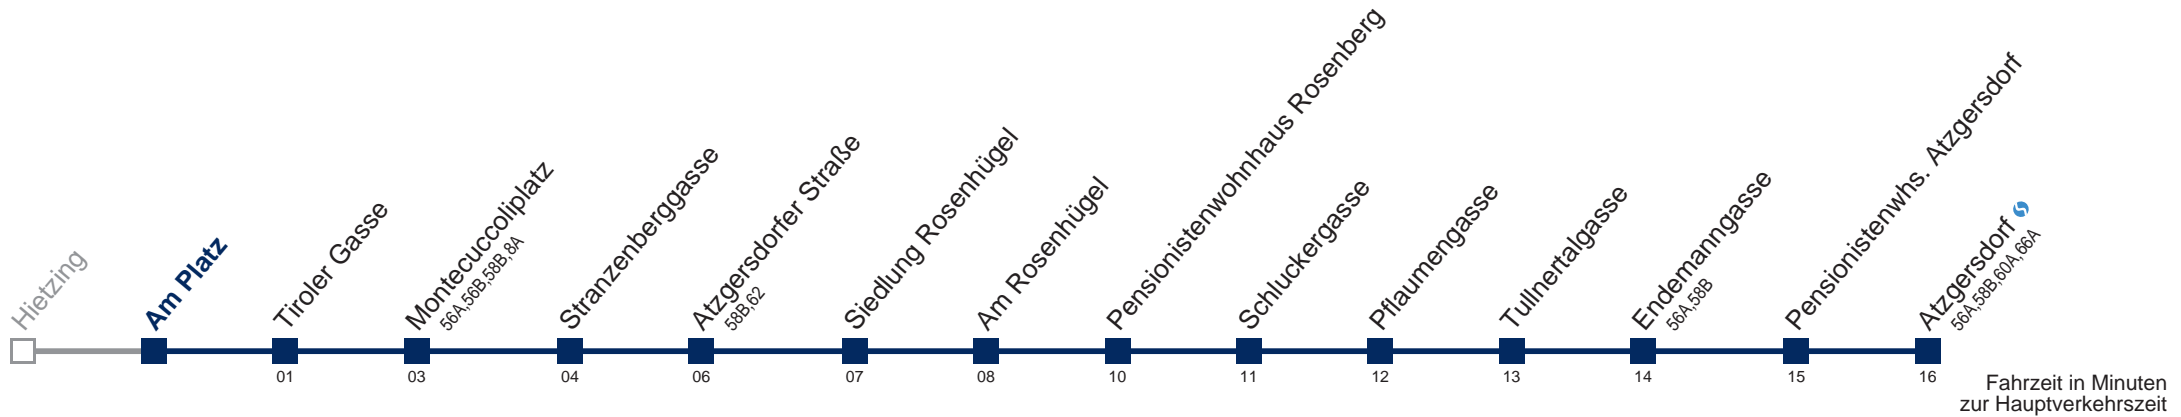 Hietzing
Am Platz
Tiroler Gasse
Montecuccoliplatz
56A,56B,58B,8A
Stranzenberggasse
Atzgersdorfer Straße
58B,62
Siedlung Rosenhügel
Am Rosenhügel
Pensionistenwohnhaus Rosenberg
Schluckergasse
Pflaumengasse
Tullnertalgasse
Endemanngasse
56A,58B
Pensionistenwhs. Atzgersdorf
Atzgersdorf
56A,58B,60A,66A
01 03 04 06 07 08 10 11 12 13 14 15 16
Fahrzeit in Minuten
zur Hauptverkehrszeit